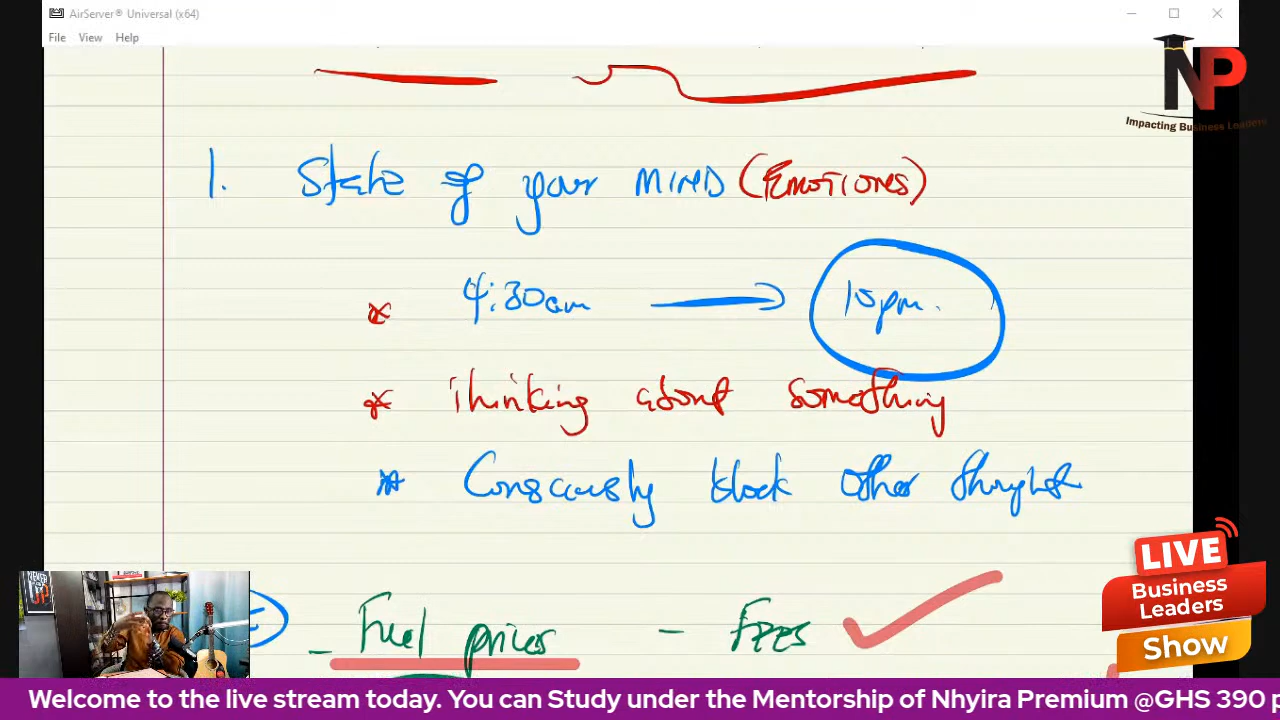 AirServer® Universal (x64)
File View Help
NP
Impacting Business Leaders
1. State of your MIND (EMOTIONES)
* 4:30am → 10pm.
* Thinking about something
* Consciously block other thoughts
- Fuel prices - FEES ✓
LIVE
Business
Leaders
Show
Welcome to the live stream today. You can Study under the Mentorship of Nhyira Premium @GHS 390 p